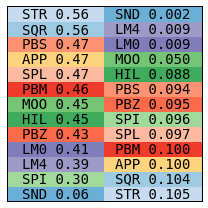 STR 0.56 SND 0.002
SQR 0.56 LM4 0.009
PBS 0.47 LM0 0.009
APP 0.47 MOO 0.050
SPL 0.47 HIL 0.088
PBM 0.46 PBS 0.094
MOO 0.45 PBZ 0.095
HIL 0.45 SPI 0.096
PBZ 0.43 SPL 0.097
LM0 0.41 PBM 0.100
LM4 0.39 APP 0.100
SPI 0.30 SQR 0.104
SND 0.06 STR 0.105